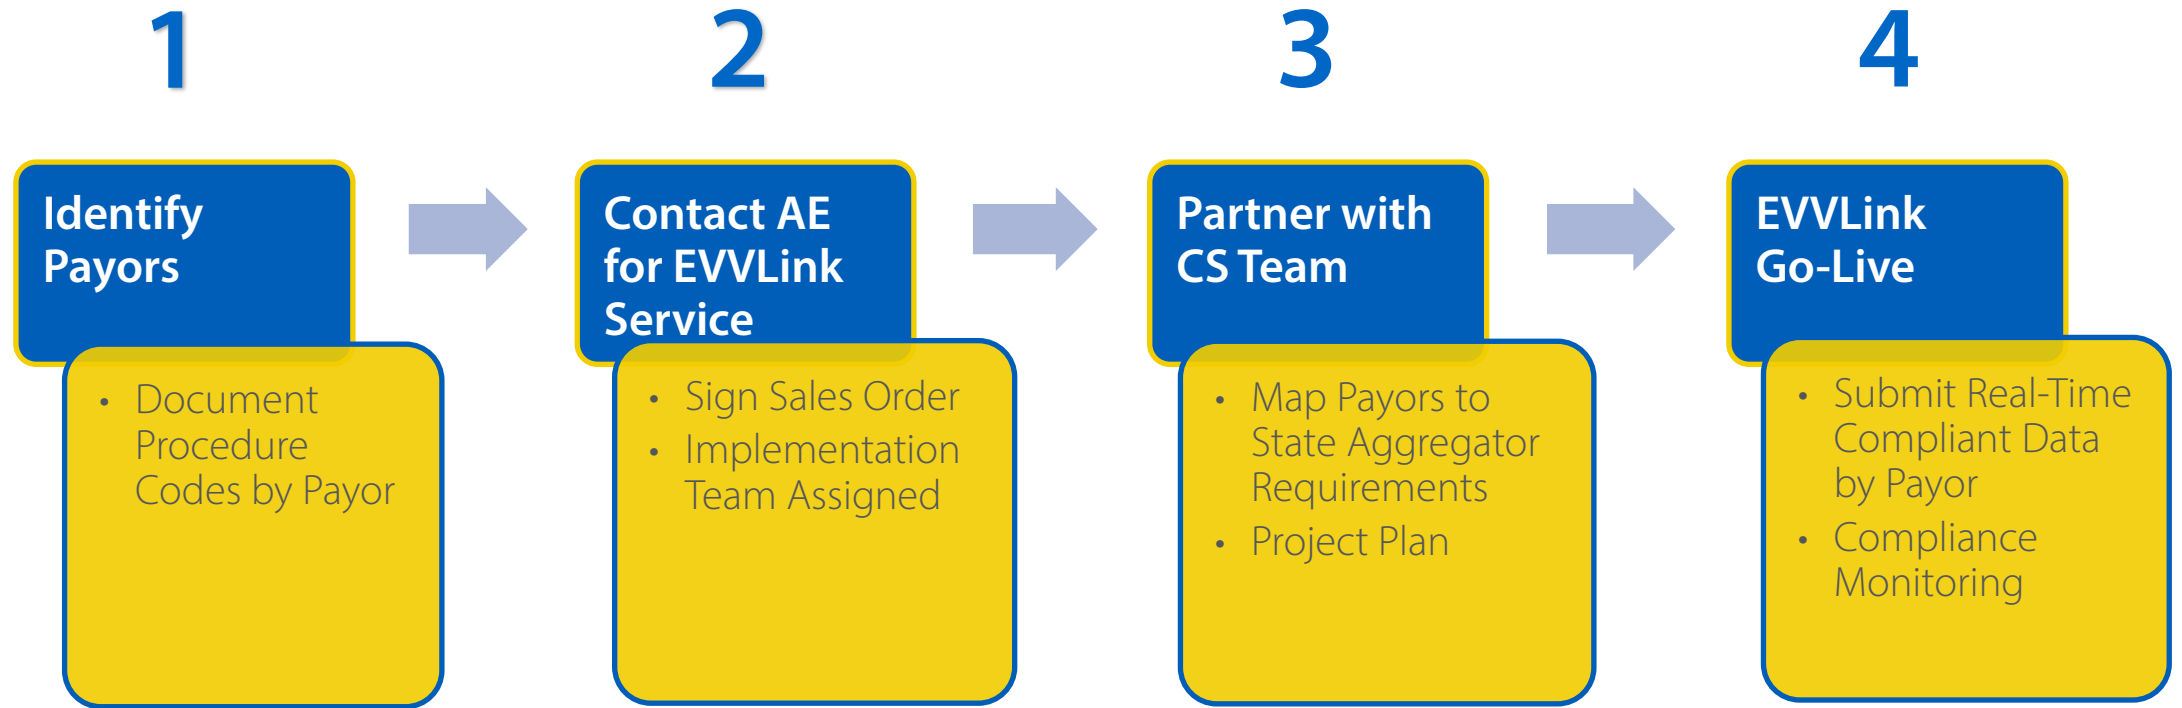 1
Identify
Payors
• Document
Procedure
Codes by Payor
2
Contact AE
for EVVLink
Service
• Sign Sales Order
• Implementation
Team Assigned
3
Partner with
CS Team
• Map Payors to
State Aggregator
Requirements
• Project Plan
4
EVVLink
Go-Live
• Submit Real-Time
Compliant Data
by Payor
• Compliance
Monitoring